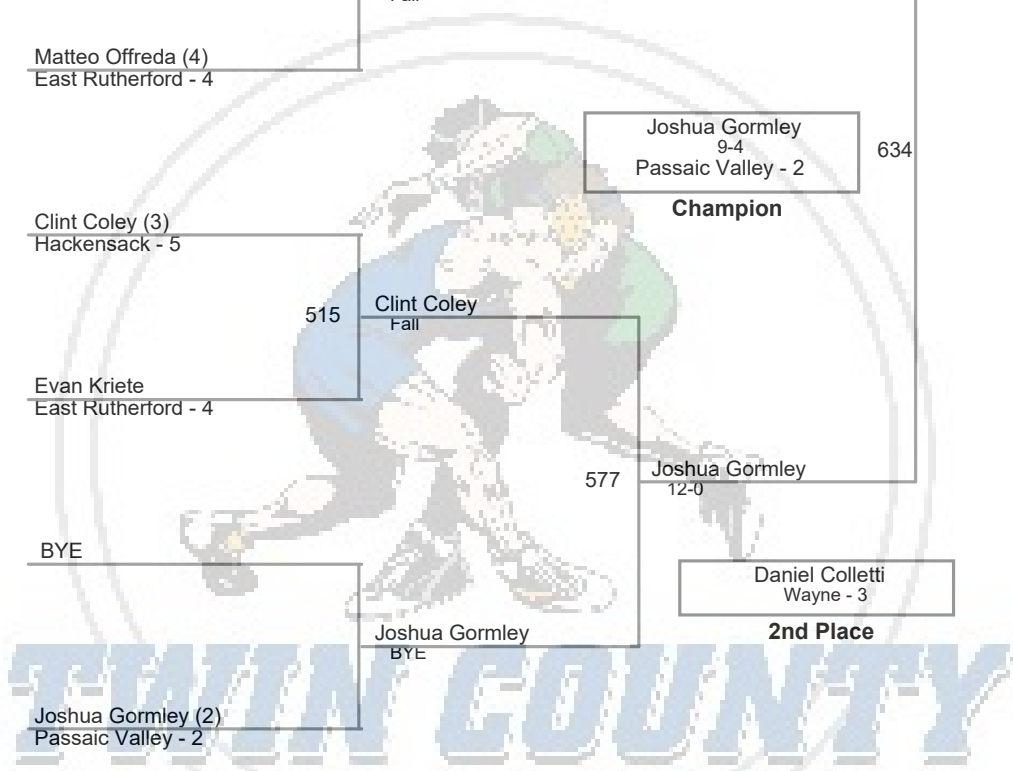 Matteo Offreda (4)
East Rutherford - 4
Joshua Gormley
9-4
Passaic Valley - 2
634
Champion
Clint Coley (3)
Hackensack - 5
515
Clint Coley
Fall
Evan Kriete
East Rutherford - 4
577
Joshua Gormley
12-0
BYE
Daniel Colletti
Wayne - 3
2nd Place
Joshua Gormley
BYE
Joshua Gormley (2)
Passaic Valley - 2
TWIN COUNTY